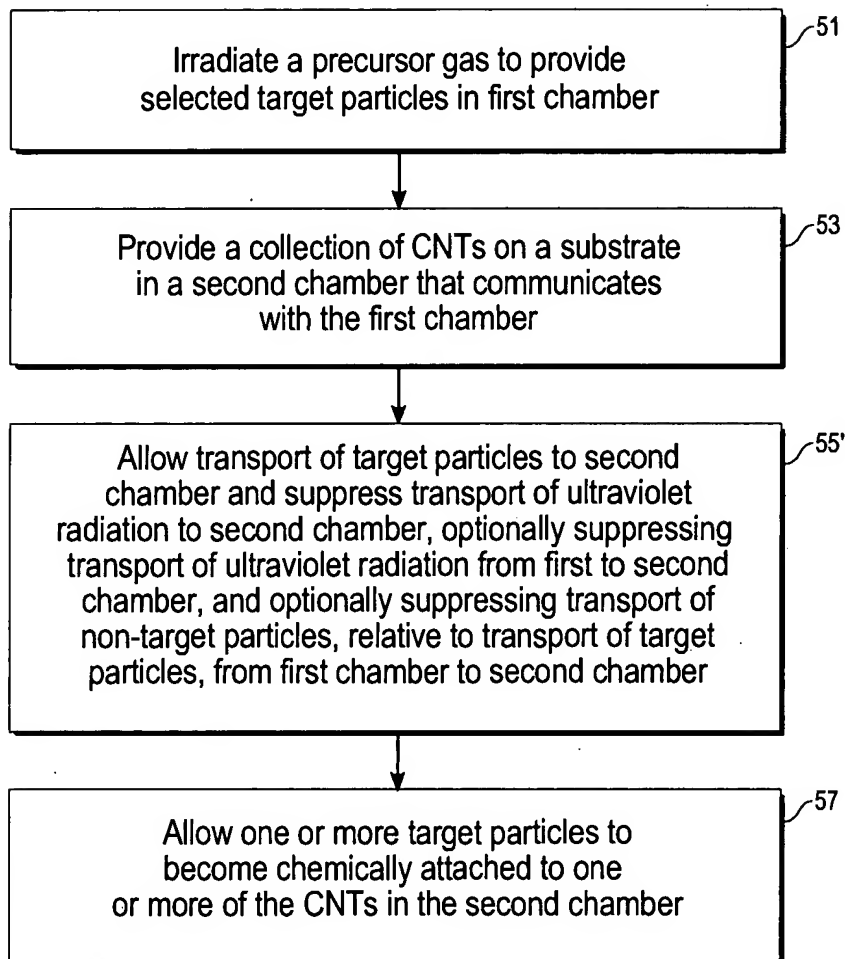 51
Irradiate a precursor gas to provide
selected target particles in first chamber
53
Provide a collection of CNTs on a substrate
in a second chamber that communicates
with the first chamber
55'
Allow transport of target particles to second
chamber and suppress transport of ultraviolet
radiation to second chamber, optionally suppressing
transport of ultraviolet radiation from first to second
chamber, and optionally suppressing transport of
non-target particles, relative to transport of target
particles, from first chamber to second chamber
57
Allow one or more target particles to
become chemically attached to one
or more of the CNTs in the second chamber